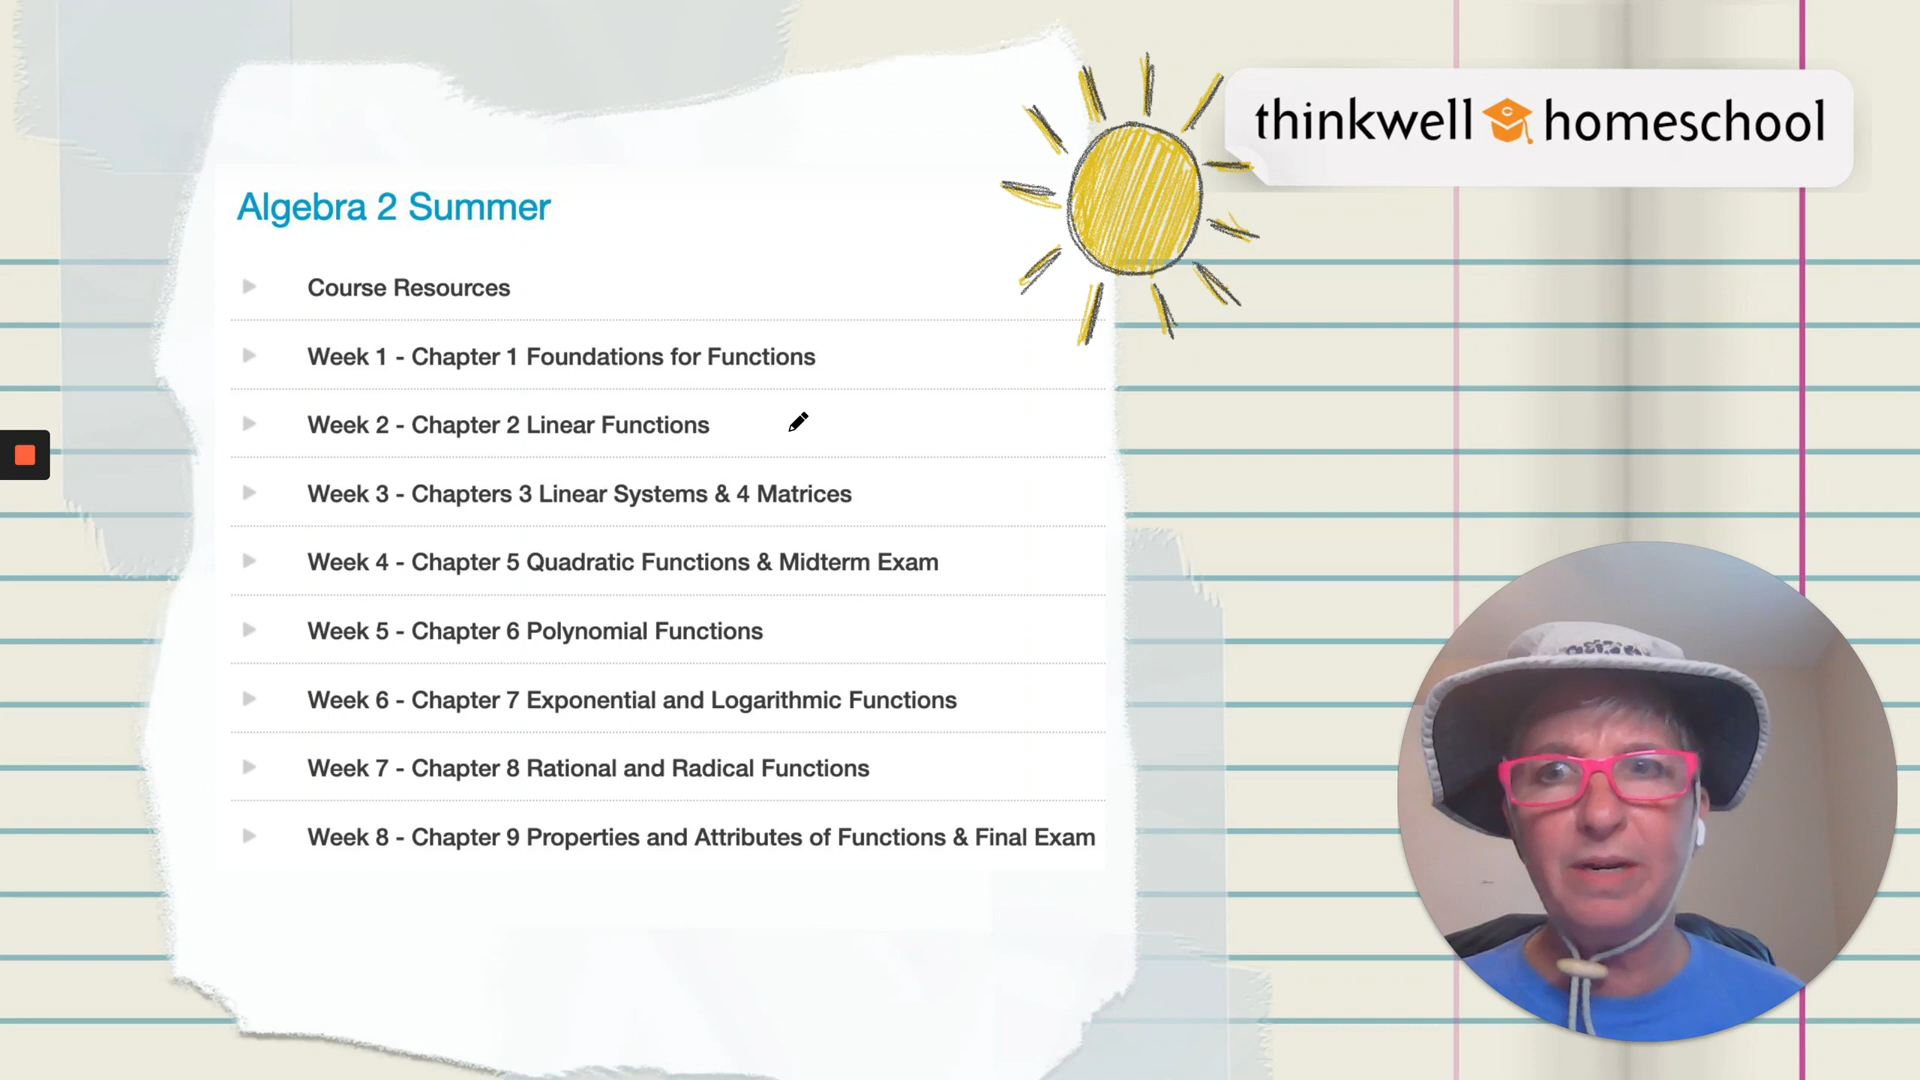 thinkwell homeschool
Algebra 2 Summer
Course Resources
Week 1 - Chapter 1 Foundations for Functions
Week 2 - Chapter 2 Linear Functions
Week 3 - Chapters 3 Linear Systems & 4 Matrices
Week 4 - Chapter 5 Quadratic Functions & Midterm Exam
Week 5 - Chapter 6 Polynomial Functions
Week 6 - Chapter 7 Exponential and Logarithmic Functions
Week 7 - Chapter 8 Rational and Radical Functions
Week 8 - Chapter 9 Properties and Attributes of Functions & Final Exam